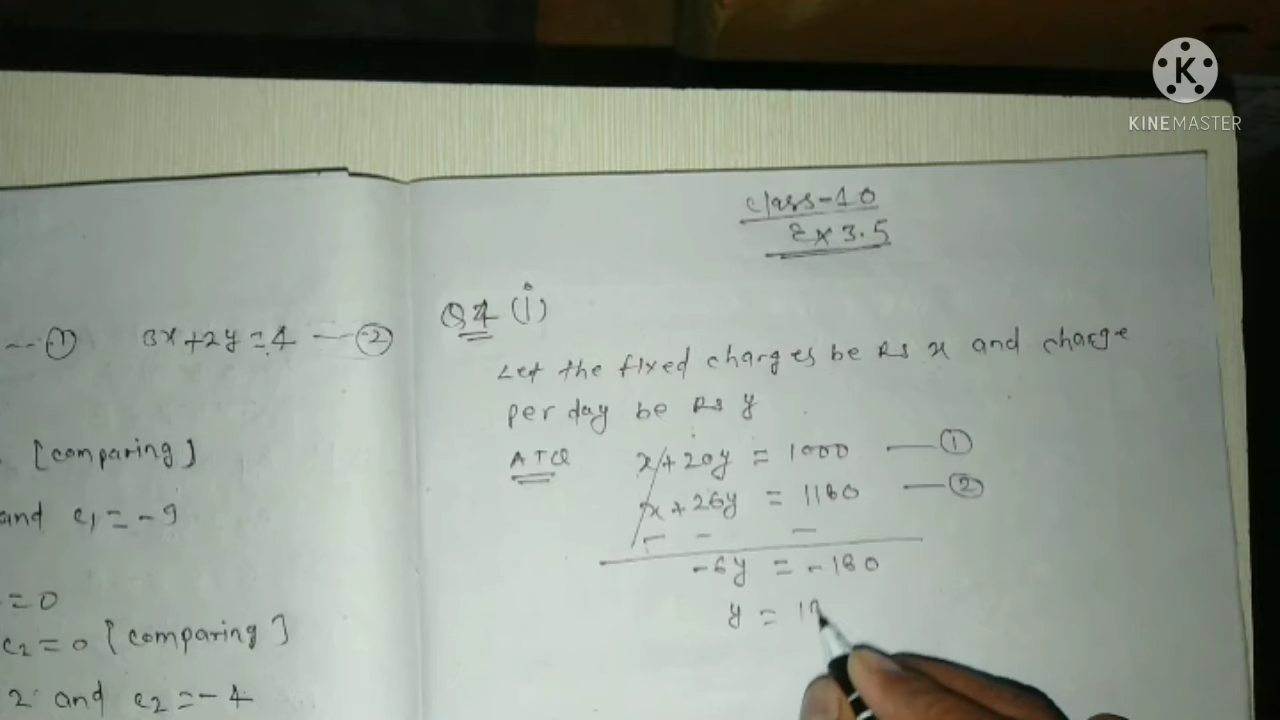 KINEMASTER
-- ① 3x+2y=4 — ②
[comparing]
and c₁ = -9
= 0
c₂ = 0 [comparing]
2 and c₂ = -4
Class-10
Ex 3.5
Q4 (i)
Let the fixed charges be Rs x and charge
per day be Rs y
ATQ x+20y = 1000 — ①
x+26y = 1180 — ②
- - -
-6y = -180
y = 1